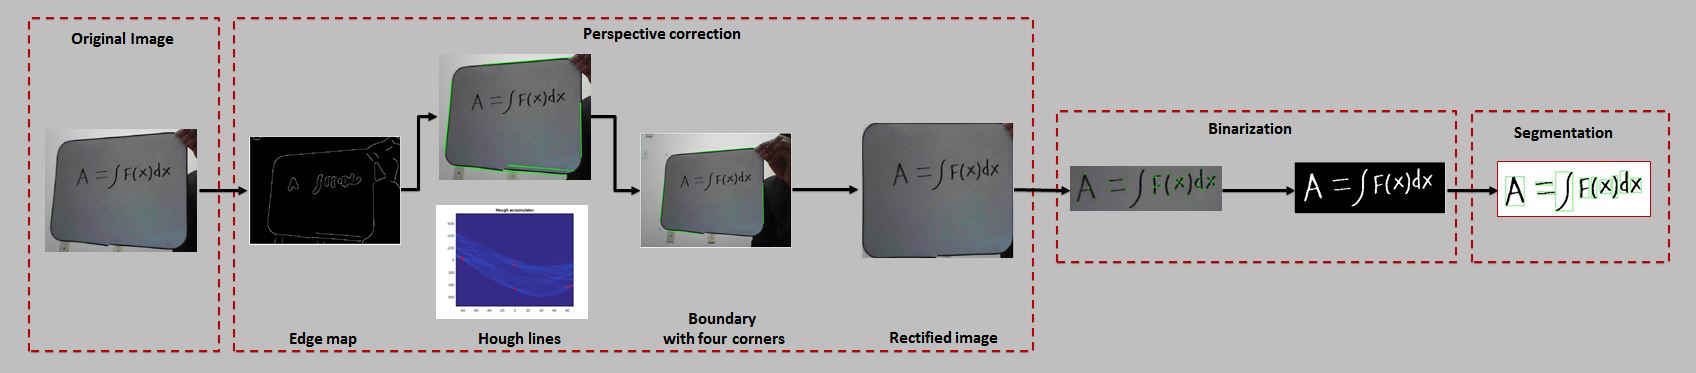 Original Image
A = ∫F(x)dx
Perspective correction
A = ∫F(x)dx
Edge map
A = ∫F(x)dx
Hough accumulator
Hough lines
A = ∫F(x)dx
Boundary
with four corners
A = ∫F(x)dx
Rectified image
Binarization
A = ∫F(x)dx
A = ∫F(x)dx
Segmentation
A = ∫F(x)dx